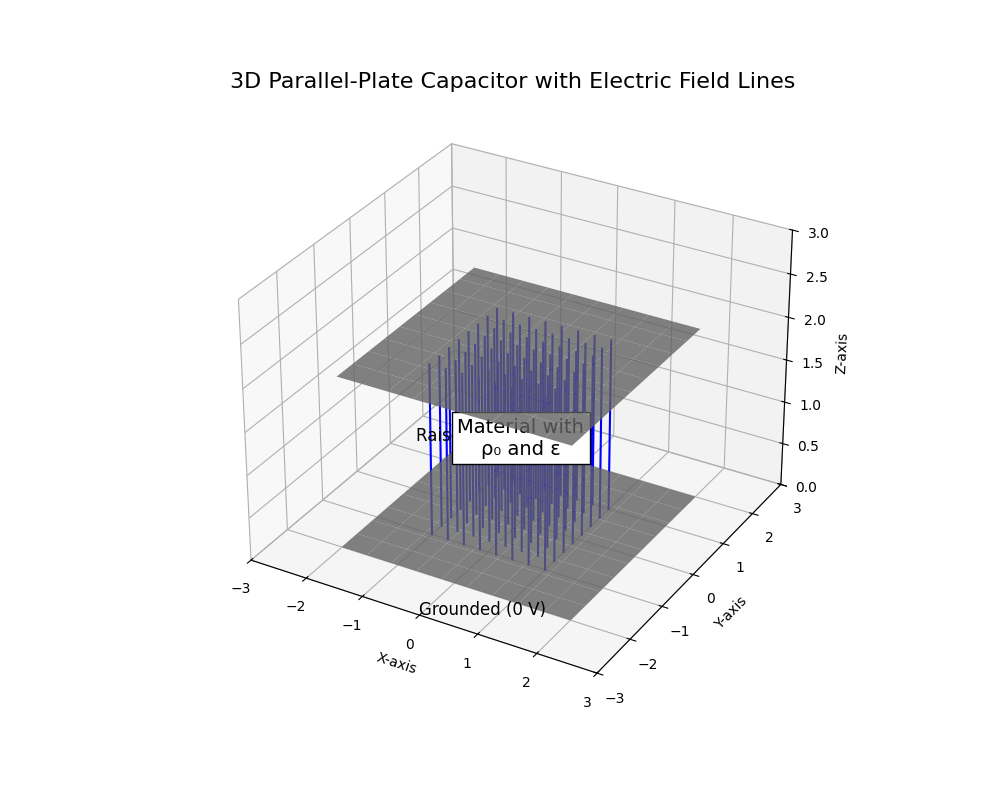 3D Parallel-Plate Capacitor with Electric Field Lines
3.0
2.5
2.0
1.5
1.0
0.5
0.0
Z-axis
Material with
ρ₀ and ε
Rais
Grounded (0 V)
−3
−2
−1
0
1
2
3
X-axis
−3
−2
−1
0
1
2
3
Y-axis